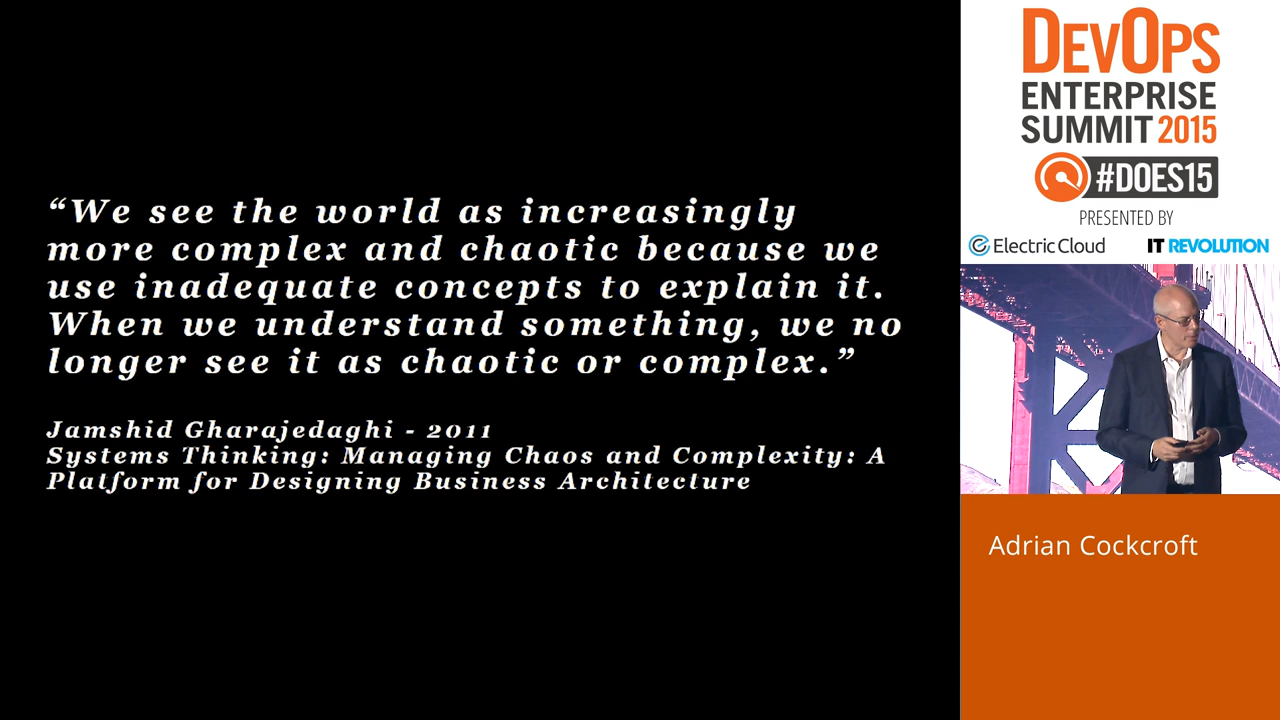 “We see the world as increasingly
more complex and chaotic because we
use inadequate concepts to explain it.
When we understand something, we no
longer see it as chaotic or complex.”
Jamshid Gharajedaghi - 2011
Systems Thinking: Managing Chaos and Complexity: A
Platform for Designing Business Architecture
DEVOPS
ENTERPRISE
SUMMIT 2015
#DOES15
PRESENTED BY
Electric Cloud
IT REVOLUTION
Adrian Cockcroft